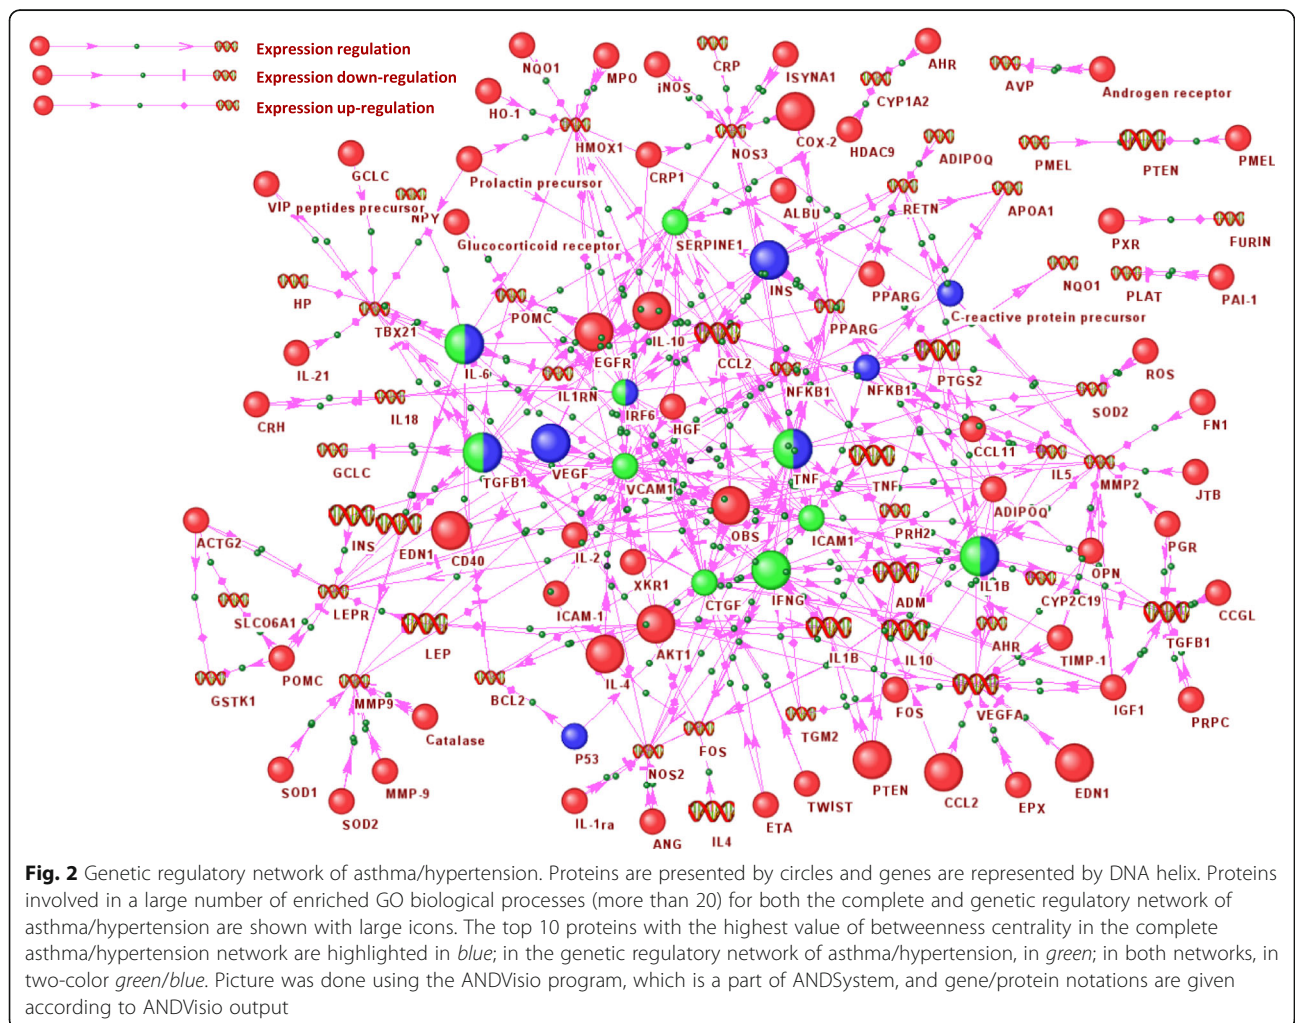 Expression regulation
Expression down-regulation
Expression up-regulation
NQO1
MPO
HO-1
HMOX1
iNOS
CRP
ISYNA1
NOS3
COX-2
AHR
CYP1A2
HDAC9
AVP
Androgen receptor
PMEL
PTEN
PMEL
GCLC
VIP peptides precursor
NPY
Prolactin precursor
CRP1
ADIPOQ
ALBU
RETN
APOA1
Glucocorticoid receptor
SERPINE1
PXR
FURIN
HP
TBX21
POMC
INS
PPARG
PPARG
C-reactive protein precursor
NQO1
PLAT
PAI-1
IL-21
IL-6
EGFR
IL-10
CCL2
PTGS2
ROS
CRH
IL18
IL1RN
IRF6
NFKB1
NFKB1
SOD2
HGF
FN1
GCLC
TGFB1
VEGF
VCAM1
TNF
TNF
CCL11
IL5
MMP2
JTB
ACTG2
INS
EDN1
CD40
IL-2
OBS
ICAM1
PRH2
ADIPOQ
PGR
SLC06A1
LEPR
ICAM-1
XKR1
CTGF
IFNG
ADM
IL1B
CYP2C19
OPN
CCGL
TGFB1
LEP
AKT1
IL1B
IL10
AHR
TIMP-1
POMC
GSTK1
MMP9
BCL2
IL-4
FOS
VEGFA
IGF1
PRPC
Catalase
P53
NOS2
FOS
TGM2
SOD1
MMP-9
SOD2
IL-1ra
ANG
IL4
ETA
TWIST
PTEN
CCL2
EPX
EDN1
Fig. 2 Genetic regulatory network of asthma/hypertension. Proteins are presented by circles and genes are represented by DNA helix. Proteins
involved in a large number of enriched GO biological processes (more than 20) for both the complete and genetic regulatory network of
asthma/hypertension are shown with large icons. The top 10 proteins with the highest value of betweenness centrality in the complete
asthma/hypertension network are highlighted in blue; in the genetic regulatory network of asthma/hypertension, in green; in both networks, in
two-color green/blue. Picture was done using the ANDVisio program, which is a part of ANDSystem, and gene/protein notations are given
according to ANDVisio output